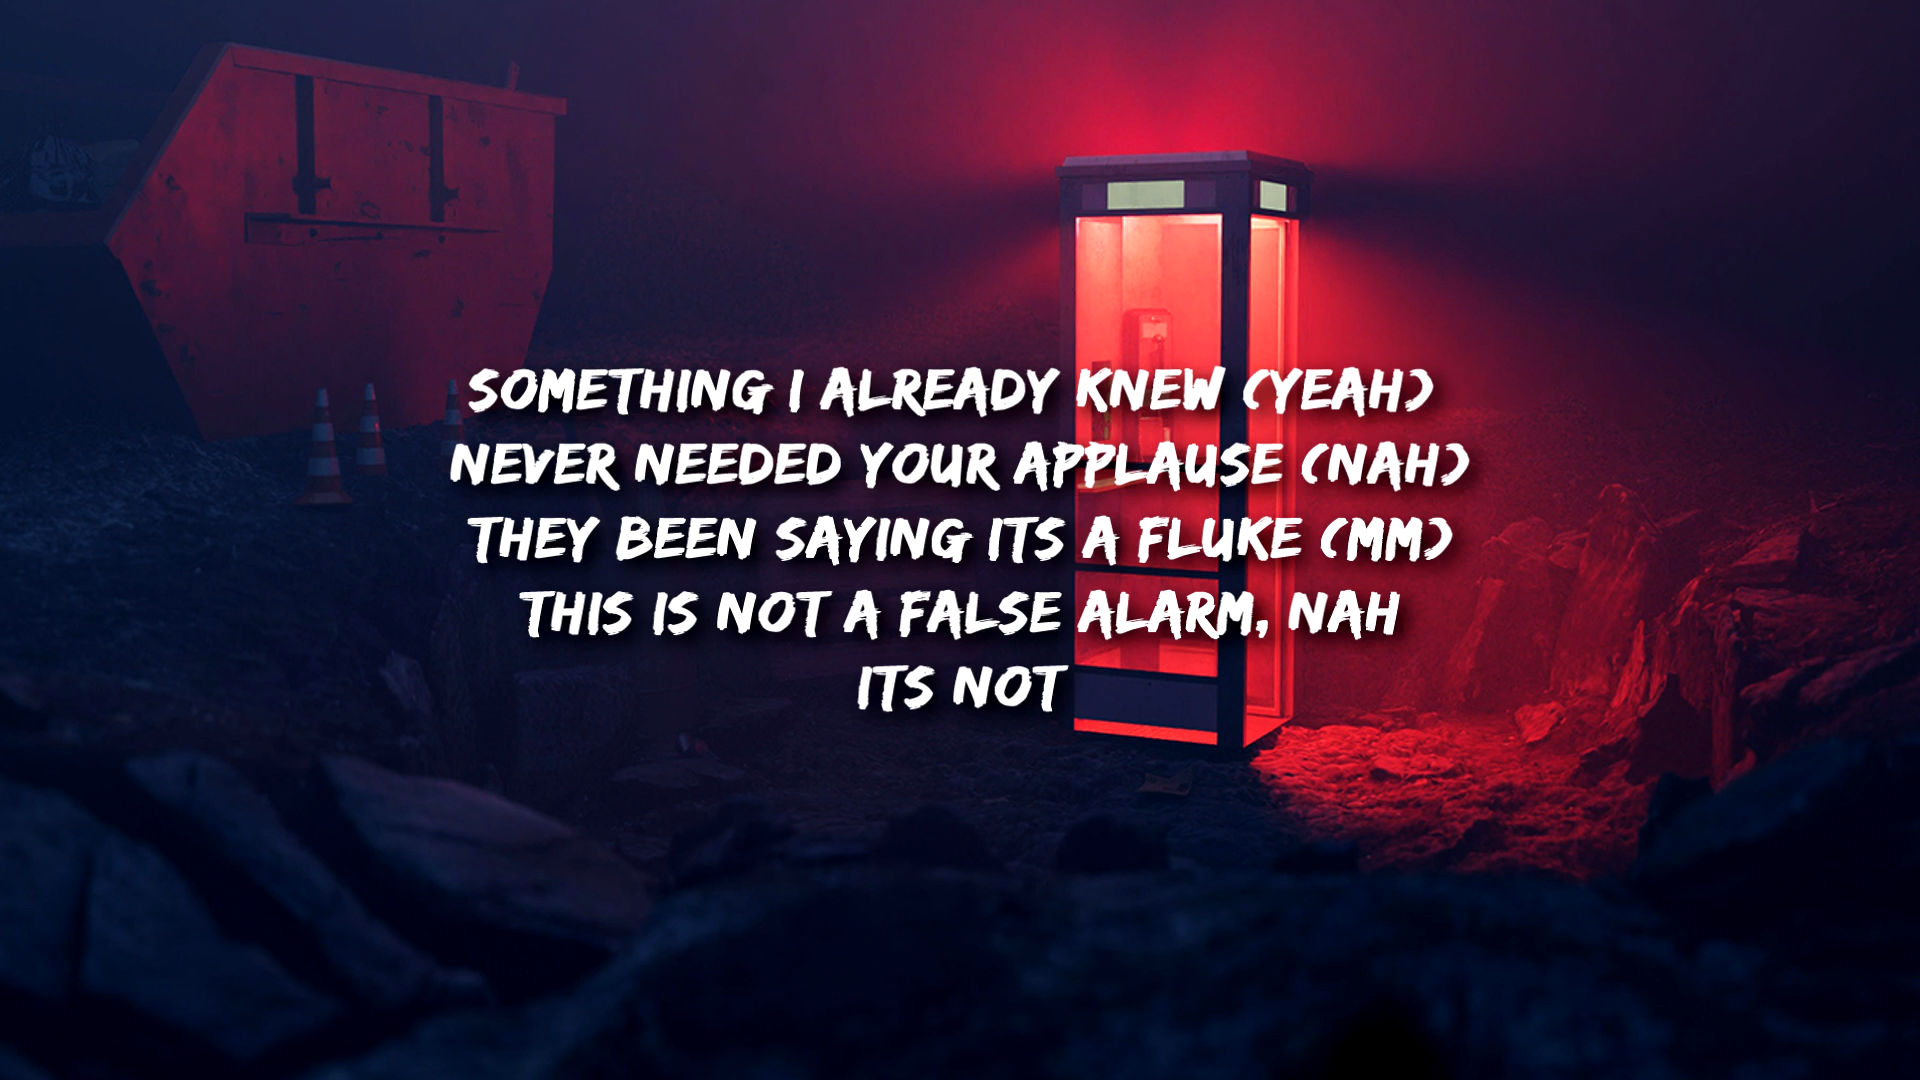 SOMETHING I ALREADY KNEW (YEAH)
NEVER NEEDED YOUR APPLAUSE (NAH)
THEY BEEN SAYING ITS A FLUKE (MM)
THIS IS NOT A FALSE ALARM, NAH
ITS NOT